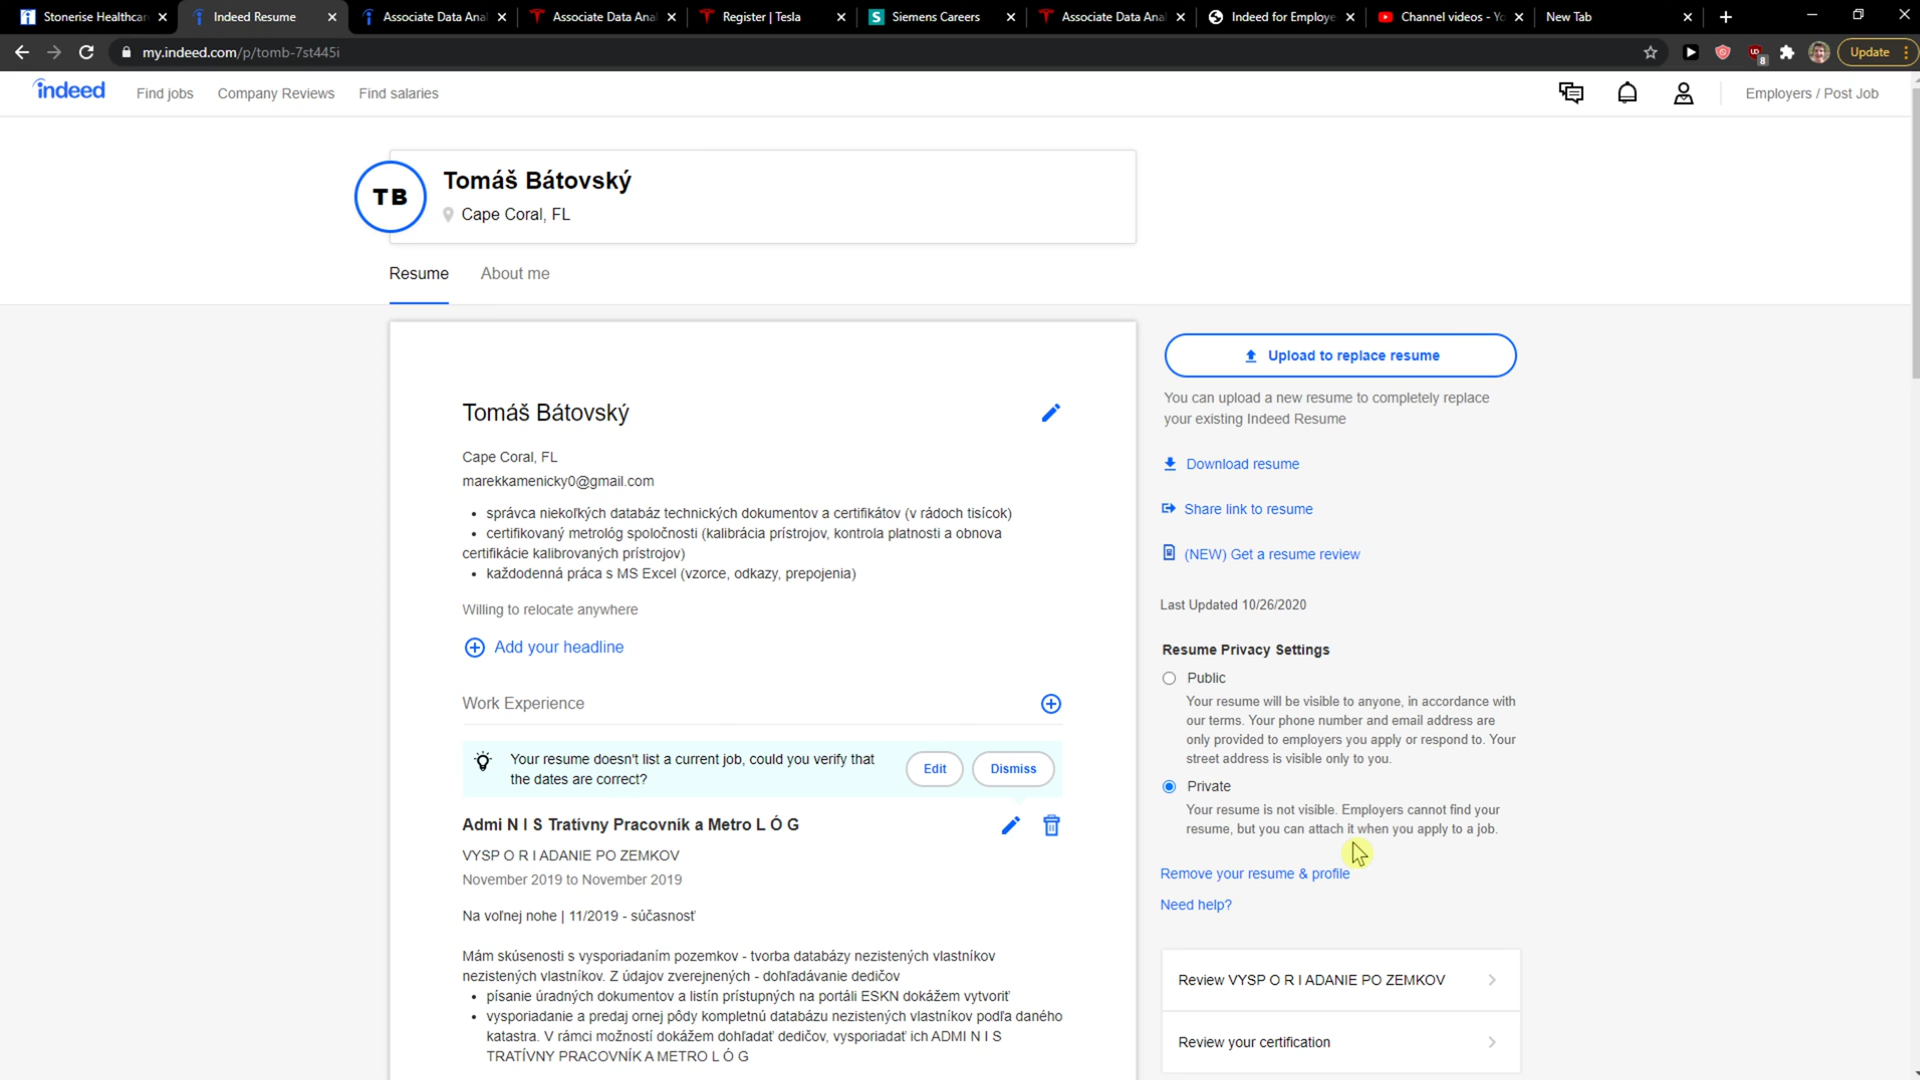 Stonerise Healthcar
Indeed Resume
Associate Data Anal
Associate Data Anal
Register | Tesla
Siemens Careers
Associate Data Anal
Indeed for Employe
Channel videos - Yo
New Tab
my.indeed.com/p/tomb-7st445i
8
Update
indeed
Find jobs
Company Reviews
Find salaries
Employers / Post Job
TB
Tomáš Bátovský
Cape Coral, FL
Resume
About me
Tomáš Bátovský
Cape Coral, FL
marekkamenicky0@gmail.com
• správca niekoľkých databáz technických dokumentov a certifikátov (v rádoch tisícok)
• certifikovaný metrológ spoločnosti (kalibrácia prístrojov, kontrola platnosti a obnova
certifikácie kalibrovaných prístrojov)
• každodenná práca s MS Excel (vzorce, odkazy, prepojenia)
Willing to relocate anywhere
Add your headline
Work Experience
Your resume doesn't list a current job, could you verify that
the dates are correct?
Edit
Dismiss
Admi N I S Trativny Pracovník a Metro L Ó G
VYSP O R I ADANIE PO ZEMKOV
November 2019 to November 2019
Na voľnej nohe | 11/2019 - súčasnosť
Mám skúsenosti s vysporiadaním pozemkov - tvorba databázy nezistených vlastníkov
nezistených vlastníkov. Z údajov zverejnených - dohľadávanie dedičov
• písanie úradných dokumentov a listín prístupných na portáli ESKN dokážem vytvoriť
• vysporiadanie a predaj ornej pôdy kompletnú databázu nezistených vlastníkov podľa daného
katastra. V rámci možností dokážem dohľadať dedičov, vysporiadať ich ADMI N I S
TRATÍVNY PRACOVNÍK A METRO L Ó G
Upload to replace resume
You can upload a new resume to completely replace
your existing Indeed Resume
Download resume
Share link to resume
(NEW) Get a resume review
Last Updated 10/26/2020
Resume Privacy Settings
Public
Your resume will be visible to anyone, in accordance with
our terms. Your phone number and email address are
only provided to employers you apply or respond to. Your
street address is visible only to you.
Private
Your resume is not visible. Employers cannot find your
resume, but you can attach it when you apply to a job.
Remove your resume & profile
Need help?
Review VYSP O R I ADANIE PO ZEMKOV
Review your certification